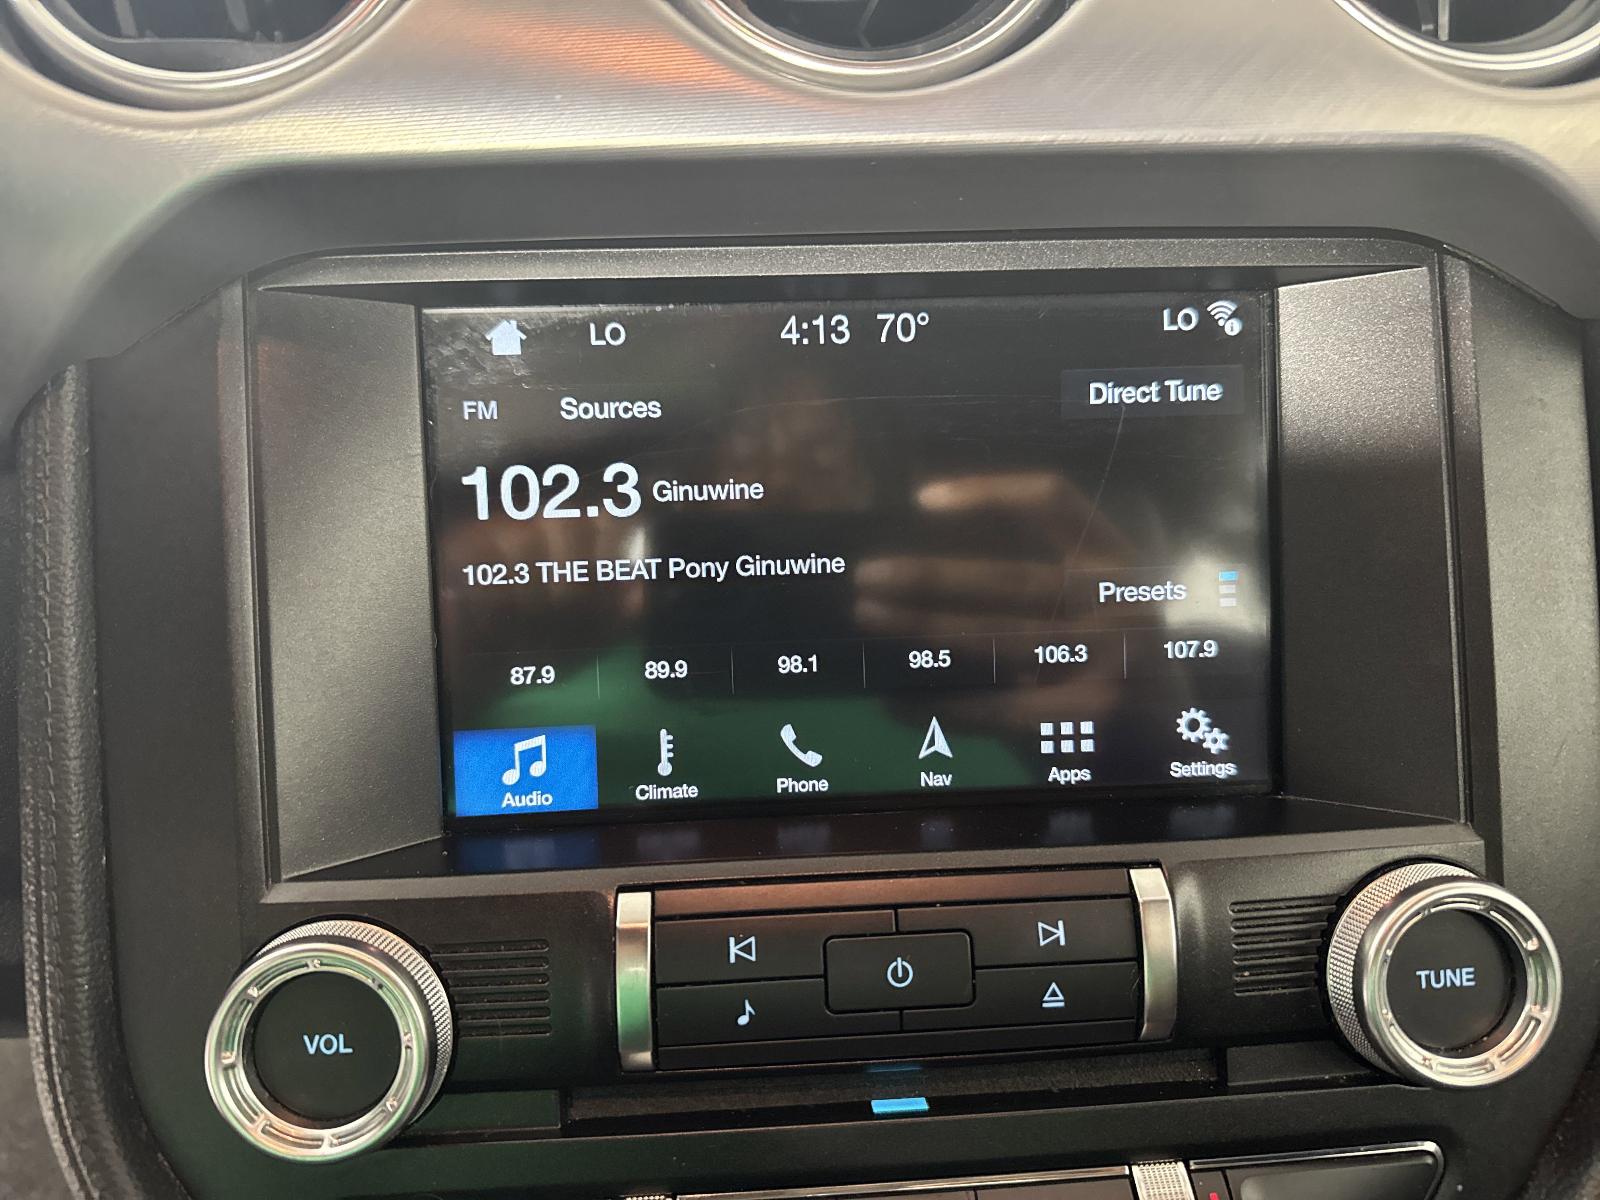 LO 4:13 70° LO
FM Sources Direct Tune
102.3 Ginuwine
102.3 THE BEAT Pony Ginuwine
Presets
87.9 89.9 98.1 98.5 106.3 107.9
Audio Climate Phone Nav Apps Settings
VOL
TUNE